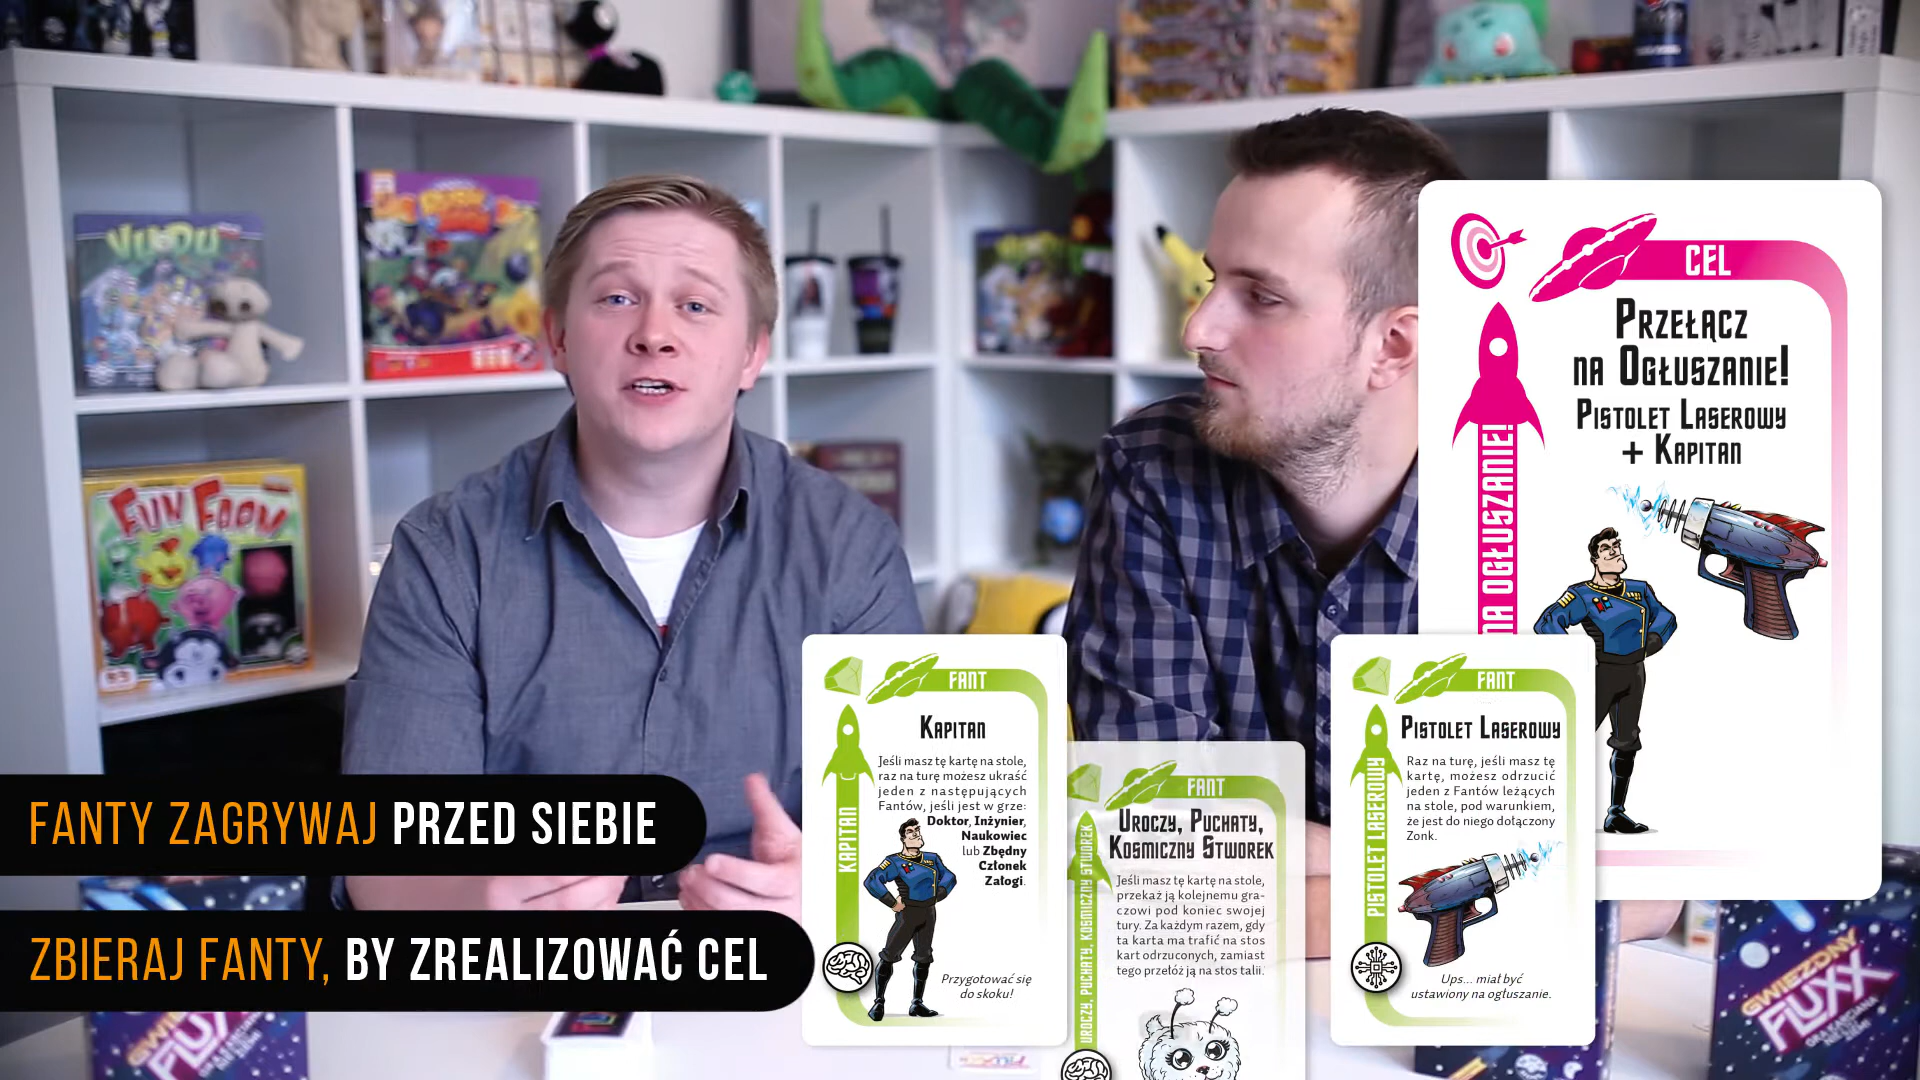 VUDU
FUN FARM
FANTY ZAGRYWAJ PRZED SIEBIE
ZBIERAJ FANTY, BY ZREALIZOWAĆ CEL
FANT
KAPITAN
KAPITAN
Jeśli masz tę kartę na stole,
raz na turę możesz ukraść
jeden z następujących
Fantów, jeśli jest w grze:
Doktor, Inżynier,
Naukowiec
lub Zbędny
Członek
Załogi.
Przygotować się
do skoku!
FANT
UROCZY, PUCHATY, KOSMICZNY STWOREK
UROCZY, PUCHATY,
KOSMICZNY STWOREK
Jeśli masz tę kartę na stole,
przekaż ją kolejnemu gra-
czowi pod koniec swojej
tury. Za każdym razem, gdy
ta karta ma trafić na stos
kart odrzuconych, zamiast
tego przełóż ją na stos talii.
FANT
PISTOLET LASEROWY
PISTOLET LASEROWY
Raz na turę, jeśli masz tę
kartę, możesz odrzucić
jeden z Fantów leżących
na stole, pod warunkiem,
że jest do niego dołączony
Zonk.
Ups... miał być
ustawiony na ogłuszanie.
CEL
NA OGŁUSZANIE!
PRZEŁĄCZ
NA OGŁUSZANIE!
PISTOLET LASEROWY
+ KAPITAN
GWIEZDNY
FLUXX